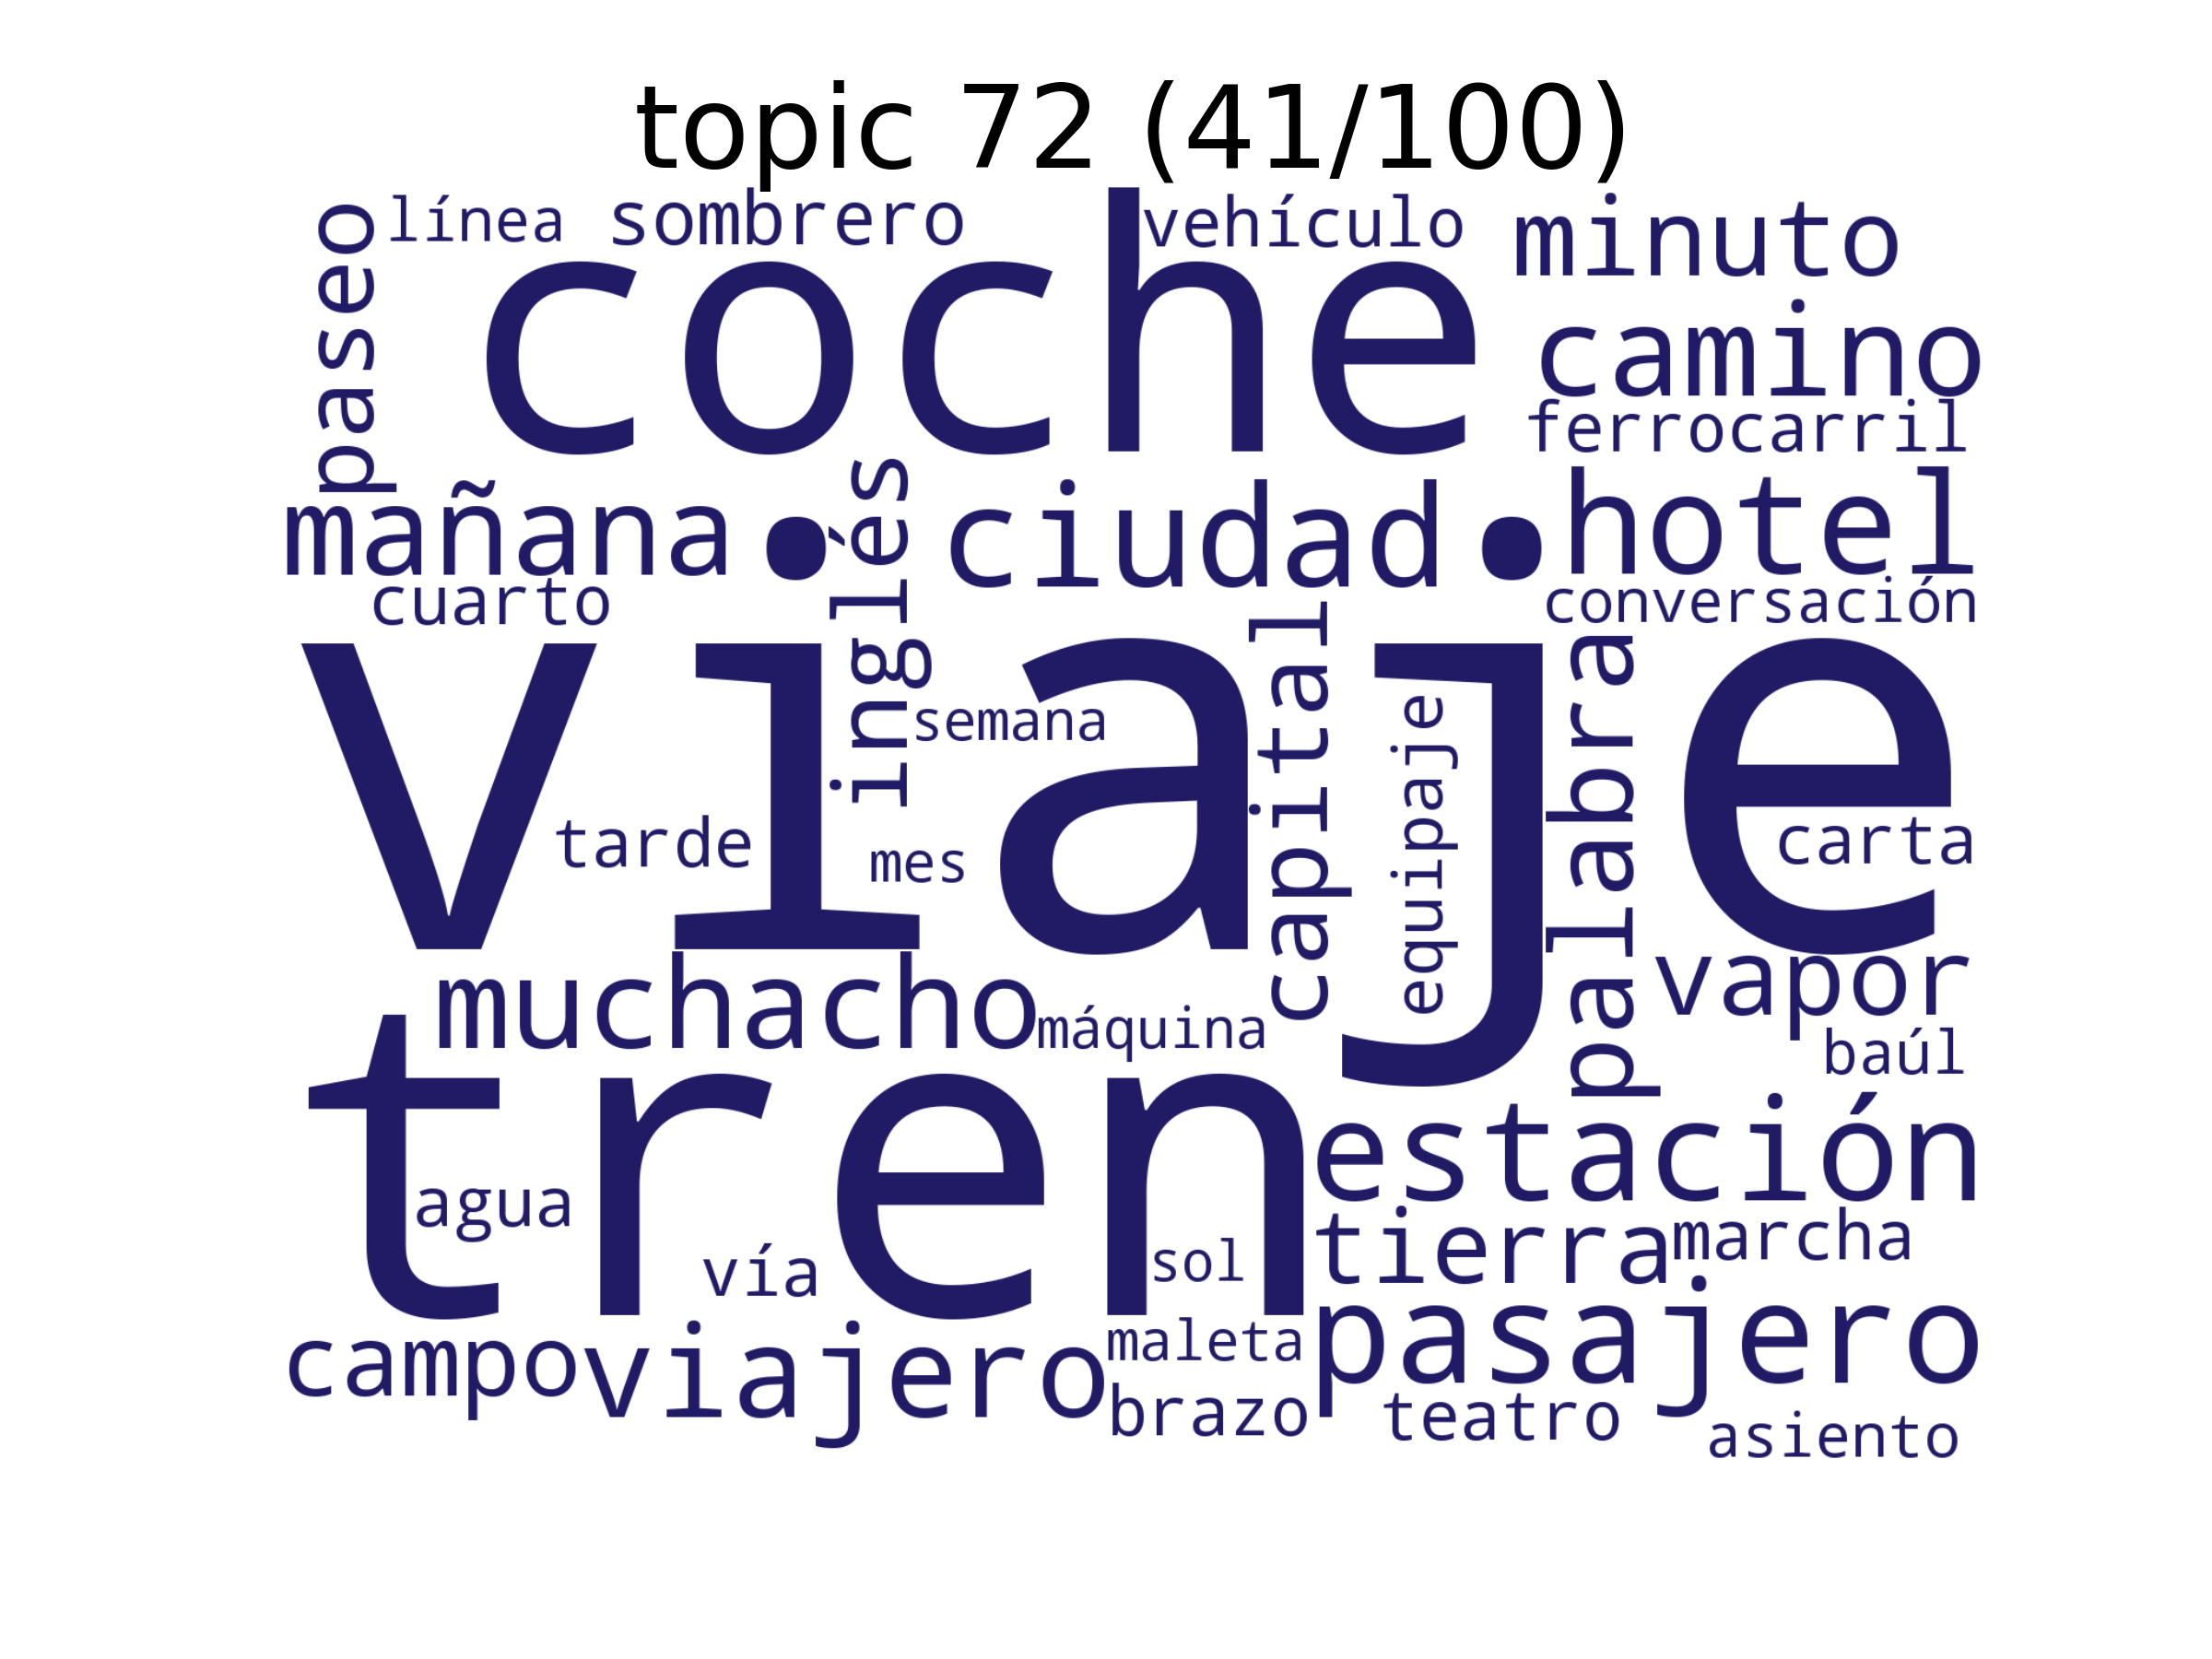 topic 72 (41/100)
línea sombrero vehículo minuto
paseo
coche
camino
ferrocarril
mañana
inglés
ciudad
hotel
cuarto
conversación
viaje
semana
capital
equipaje
palabra
tarde
mes
carta
muchacho
máquina
vapor
baúl
tren
estación
agua
vía
sol
tierra
marcha
campo
viajero
maleta
pasajero
brazo
teatro
asiento